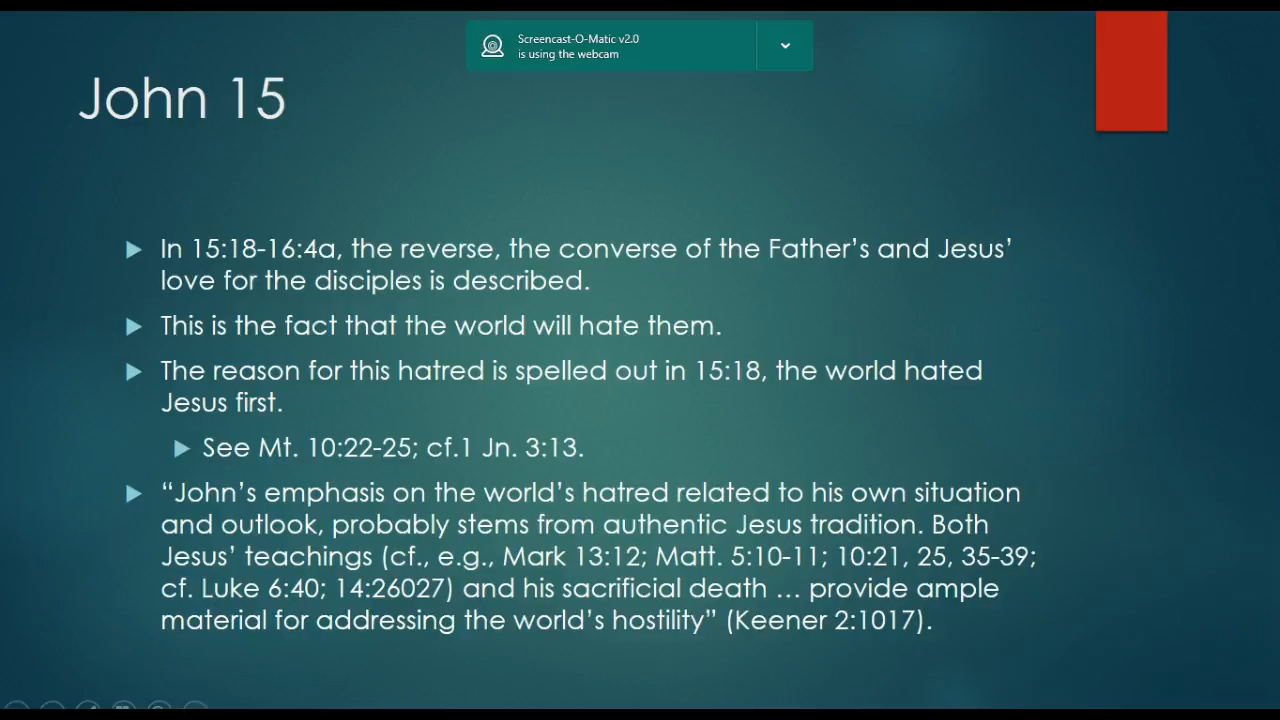 Screencast-O-Matic v2.0
is using the webcam
John 15
In 15:18-16:4a, the reverse, the converse of the Father’s and Jesus’
love for the disciples is described.
This is the fact that the world will hate them.
The reason for this hatred is spelled out in 15:18, the world hated
Jesus first.
See Mt. 10:22-25; cf.1 Jn. 3:13.
“John’s emphasis on the world’s hatred related to his own situation
and outlook, probably stems from authentic Jesus tradition. Both
Jesus’ teachings (cf., e.g., Mark 13:12; Matt. 5:10-11; 10:21, 25, 35-39;
cf. Luke 6:40; 14:26027) and his sacrificial death … provide ample
material for addressing the world’s hostility” (Keener 2:1017).